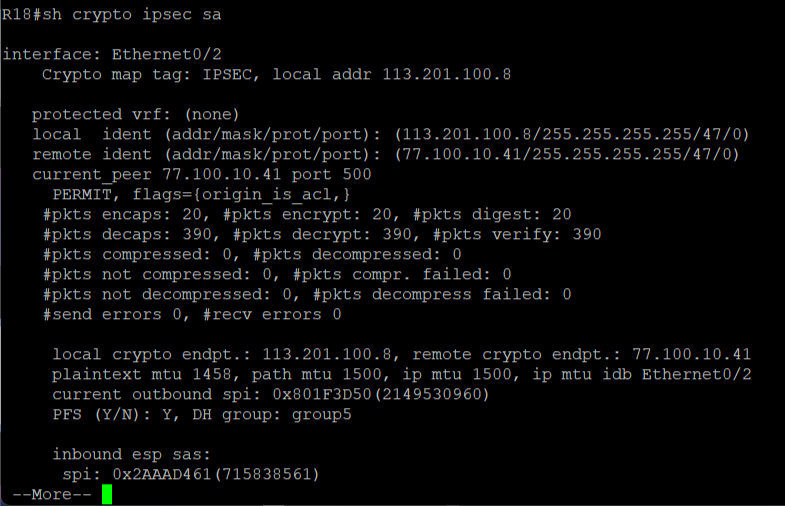 R18#sh crypto ipsec sa
interface: Ethernet0/2
Crypto map tag: IPSEC, local addr 113.201.100.8
protected vrf: (none)
local  ident (addr/mask/prot/port): (113.201.100.8/255.255.255.255/47/0)
remote ident (addr/mask/prot/port): (77.100.10.41/255.255.255.255/47/0)
current_peer 77.100.10.41 port 500
PERMIT, flags={origin_is_acl,}
#pkts encaps: 20, #pkts encrypt: 20, #pkts digest: 20
#pkts decaps: 390, #pkts decrypt: 390, #pkts verify: 390
#pkts compressed: 0, #pkts decompressed: 0
#pkts not compressed: 0, #pkts compr. failed: 0
#pkts not decompressed: 0, #pkts decompress failed: 0
#send errors 0, #recv errors 0
local crypto endpt.: 113.201.100.8, remote crypto endpt.: 77.100.10.41
plaintext mtu 1458, path mtu 1500, ip mtu 1500, ip mtu idb Ethernet0/2
current outbound spi: 0x801F3D50(2149530960)
PFS (Y/N): Y, DH group: group5
inbound esp sas:
spi: 0x2AAAD461(715838561)
--More--